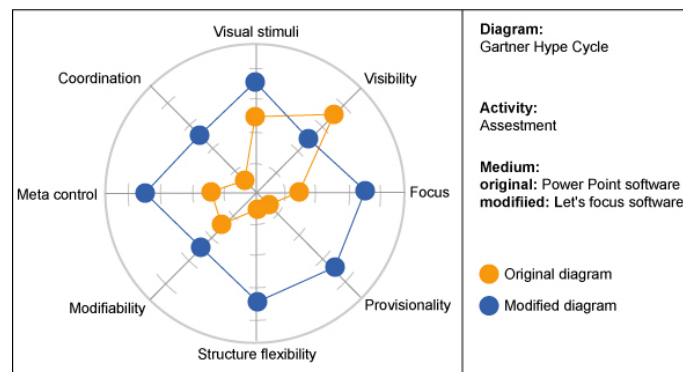 Visual stimuli
Coordination
Visibility
Meta control
Focus
Modifiability
Provisionality
Structure flexibility
Diagram:
Gartner Hype Cycle
Activity:
Assestment
Medium:
original: Power Point software
modifiied: Let's focus software
Original diagram
Modified diagram